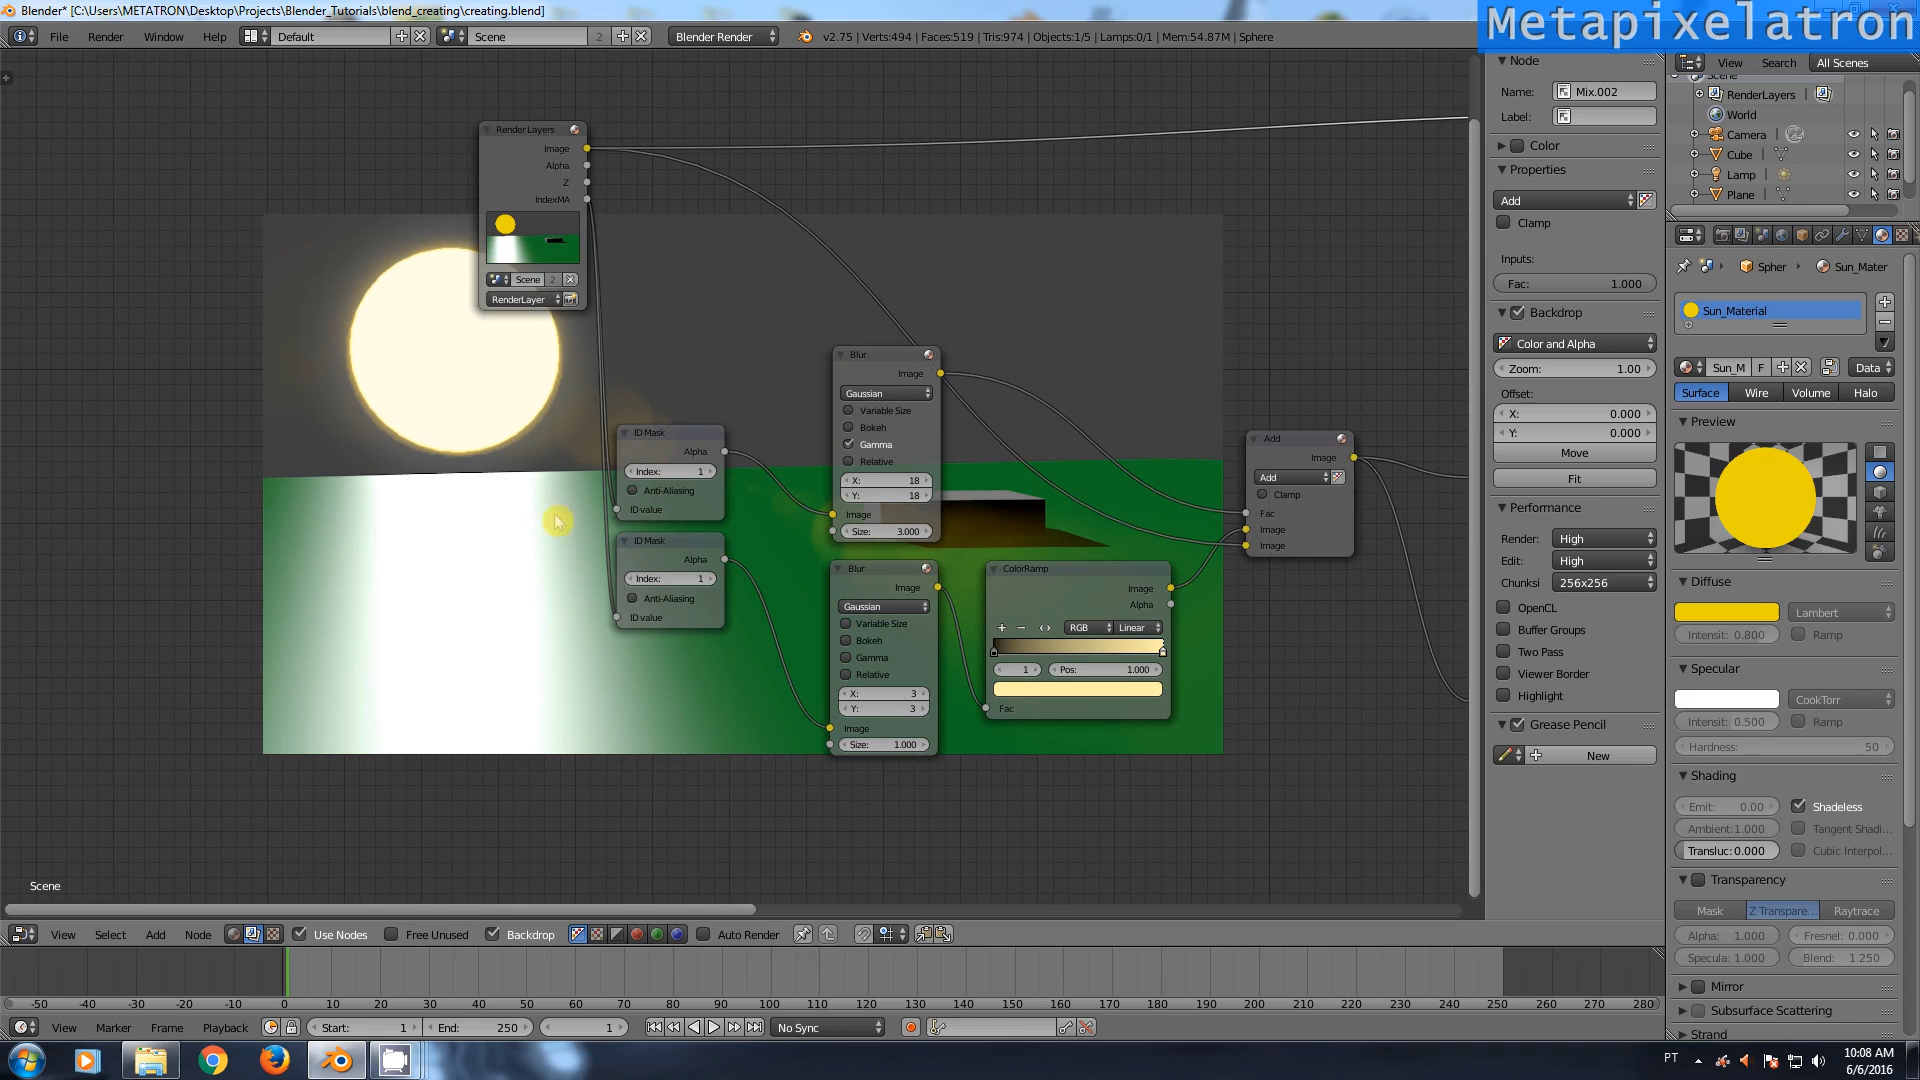 Blender* [C:\Users\METATRON\Desktop\Projects\Blender_Tutorials\blend_creating\creating.blend]
Metapixelatron
File Render Window Help Default Scene 2 Blender Render v2.75 | Verts:494 | Faces:519 | Tris:974 | Objects:1/5 | Lamps:0/1 | Mem:54.87M | Sphere
View Search All Scenes
Scene
RenderLayers
World
Camera
Cube
Lamp
Plane
Node
Name: Mix.002
Label:
Color
Properties
Add
Clamp
Inputs:
Fac: 1.000
Backdrop
Color and Alpha
Zoom: 1.00
Offset:
X: 0.000
Y: 0.000
Move
Fit
Performance
Render: High
Edit: High
Chunksi 256x256
OpenCL
Buffer Groups
Two Pass
Viewer Border
Highlight
Grease Pencil
New
Spher Sun_Mater
Sun_Material
Sun_M F Data
Surface Wire Volume Halo
Preview
Diffuse
Lambert
Intensit: 0.800 Ramp
Specular
CookTorr
Intensit: 0.500 Ramp
Hardness: 50
Shading
Emit: 0.00 Shadeless
Ambient:1.000 Tangent Shadi...
Transluc:0.000 Cubic Interpol...
Transparency
Mask Z Transpare... Raytrace
Alpha: 1.000 Fresnel: 0.000
Specula: 1.000 Blend: 1.250
Mirror
Subsurface Scattering
Strand
Render Layers
Image
Alpha
Z
IndexMA
Scene 2
RenderLayer
ID Mask
Alpha
Index: 1
Anti-Aliasing
ID value
ID Mask
Alpha
Index: 1
Anti-Aliasing
ID value
Blur
Image
Gaussian
Variable Size
Bokeh
Gamma
Relative
X: 18
Y: 18
Image
Size: 3.000
Blur
Image
Gaussian
Variable Size
Bokeh
Gamma
Relative
X: 3
Y: 3
Image
Size: 1.000
ColorRamp
Image
Alpha
RGB Linear
1 Pos: 1.000
Fac
Add
Image
Add
Clamp
Fac
Image
Image
Scene
View Select Add Node Use Nodes Free Unused Backdrop Auto Render
-50 -40 -30 -20 -10 0 10 20 30 40 50 60 70 80 90 100 110 120 130 140 150 160 170 180 190 200 210 220 230 240 250 260 270 280
View Marker Frame Playback Start: 1 End: 250 1 No Sync
PT 10:08 AM
6/6/2016